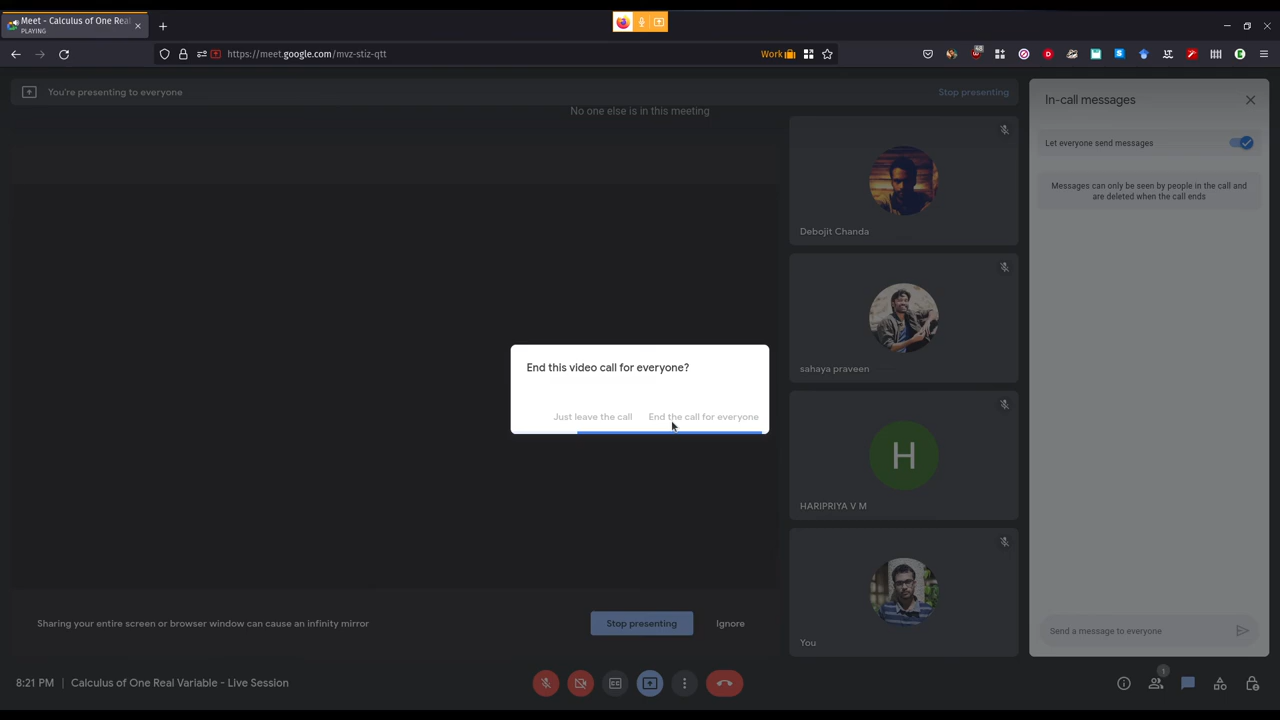 Meet - Calculus of One Real
PLAYING
https://meet.google.com/mvz-stiz-qtt
Work
You're presenting to everyone
Stop presenting
No one else is in this meeting
In-call messages
Let everyone send messages
Messages can only be seen by people in the call and
are deleted when the call ends
Debojit Chanda
sahaya praveen
End this video call for everyone?
Just leave the call
End the call for everyone
H
HARIPRIYA V M
Sharing your entire screen or browser window can cause an infinity mirror
Stop presenting
Ignore
You
Send a message to everyone
8:21 PM | Calculus of One Real Variable - Live Session
1